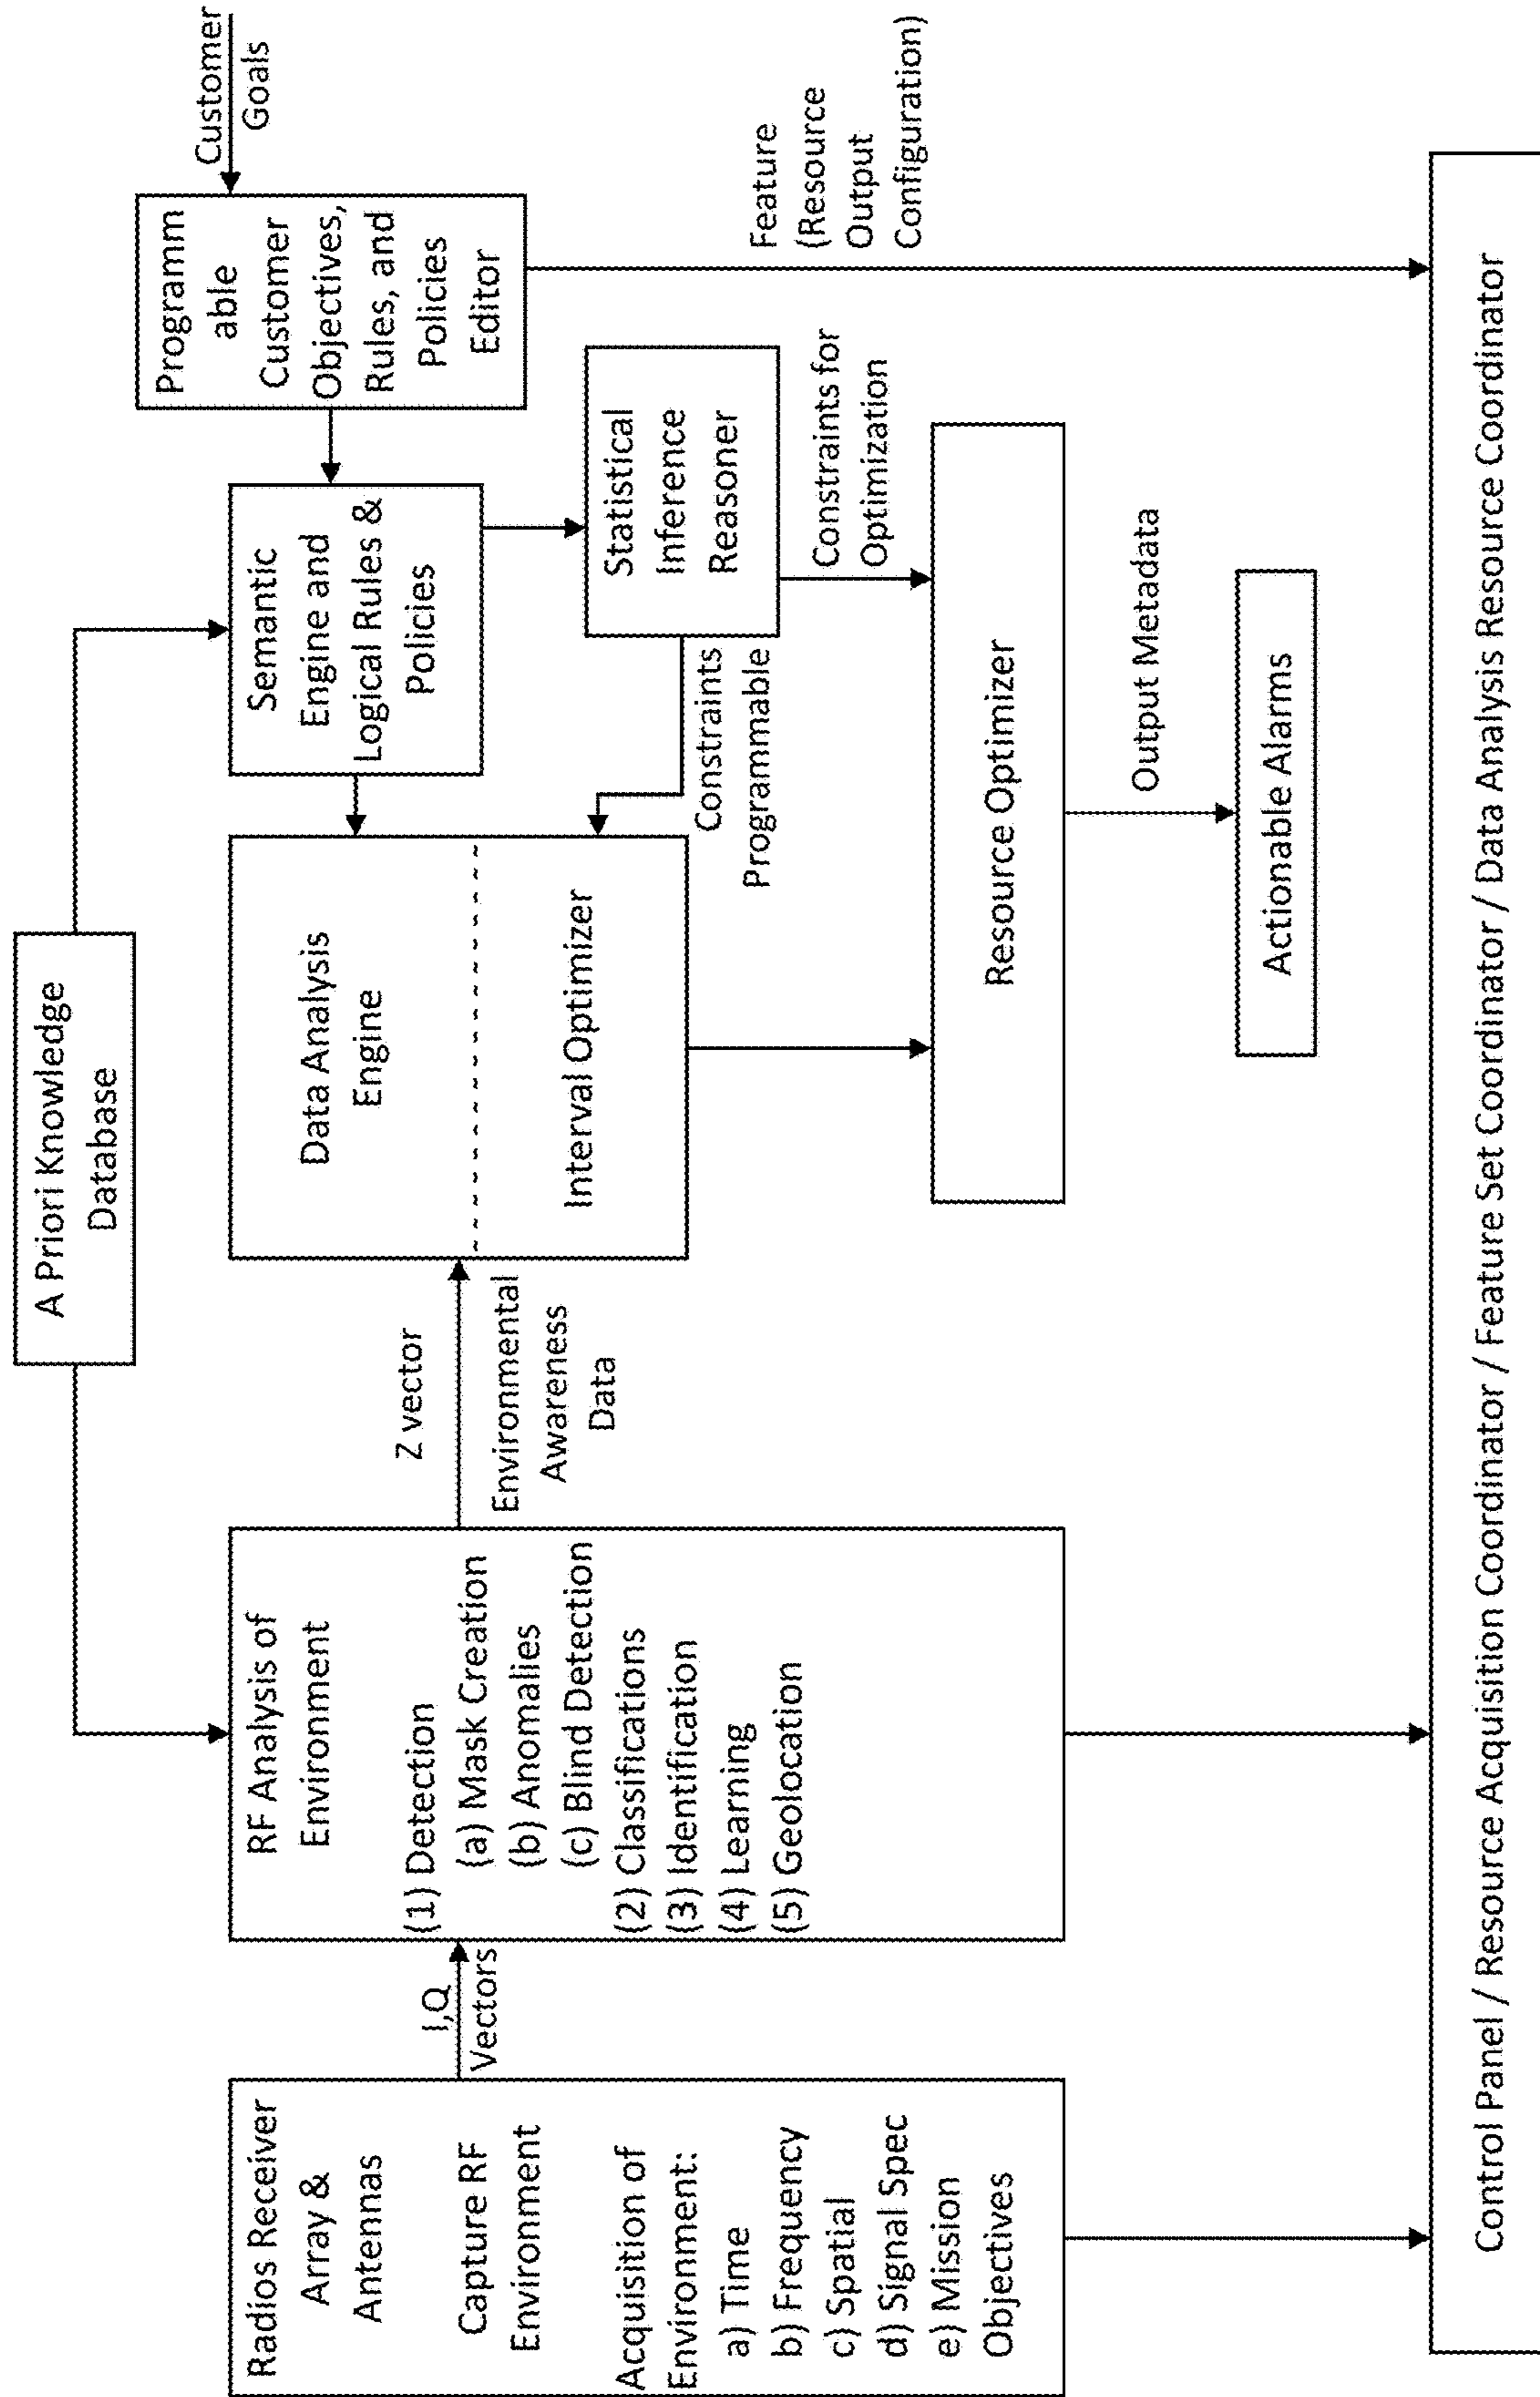 A Priori Knowledge
Database
Customer
Goals
Radios Receiver
Array &
Antennas
Capture RF
Environment
Acquisition of
Environment:
a) Time
b) Frequency
c) Spatial
d) Signal Spec
e) Mission
Objectives
I,Q
Vectors
RF Analysis of
Environment
(1) Detection
(a) Mask Creation
(b) Anomalies
(c) Blind Detection
(2) Classifications
(3) Identification
(4) Learning
(5) Geolocation
Z vector
Environmental
Awareness
Data
Data Analysis
Engine
Interval Optimizer
Semantic
Engine and
Logical Rules &
Policies
Programm
able
Customer
Objectives,
Rules, and
Policies
Editor
Statistical
Inference
Reasoner
Constraints
Programmable
Constraints for
Optimization
Feature
(Resource
Output
Configuration)
Resource Optimizer
Output Metadata
Actionable Alarms
Control Panel / Resource Acquisition Coordinator / Feature Set Coordinator / Data Analysis Resource Coordinator